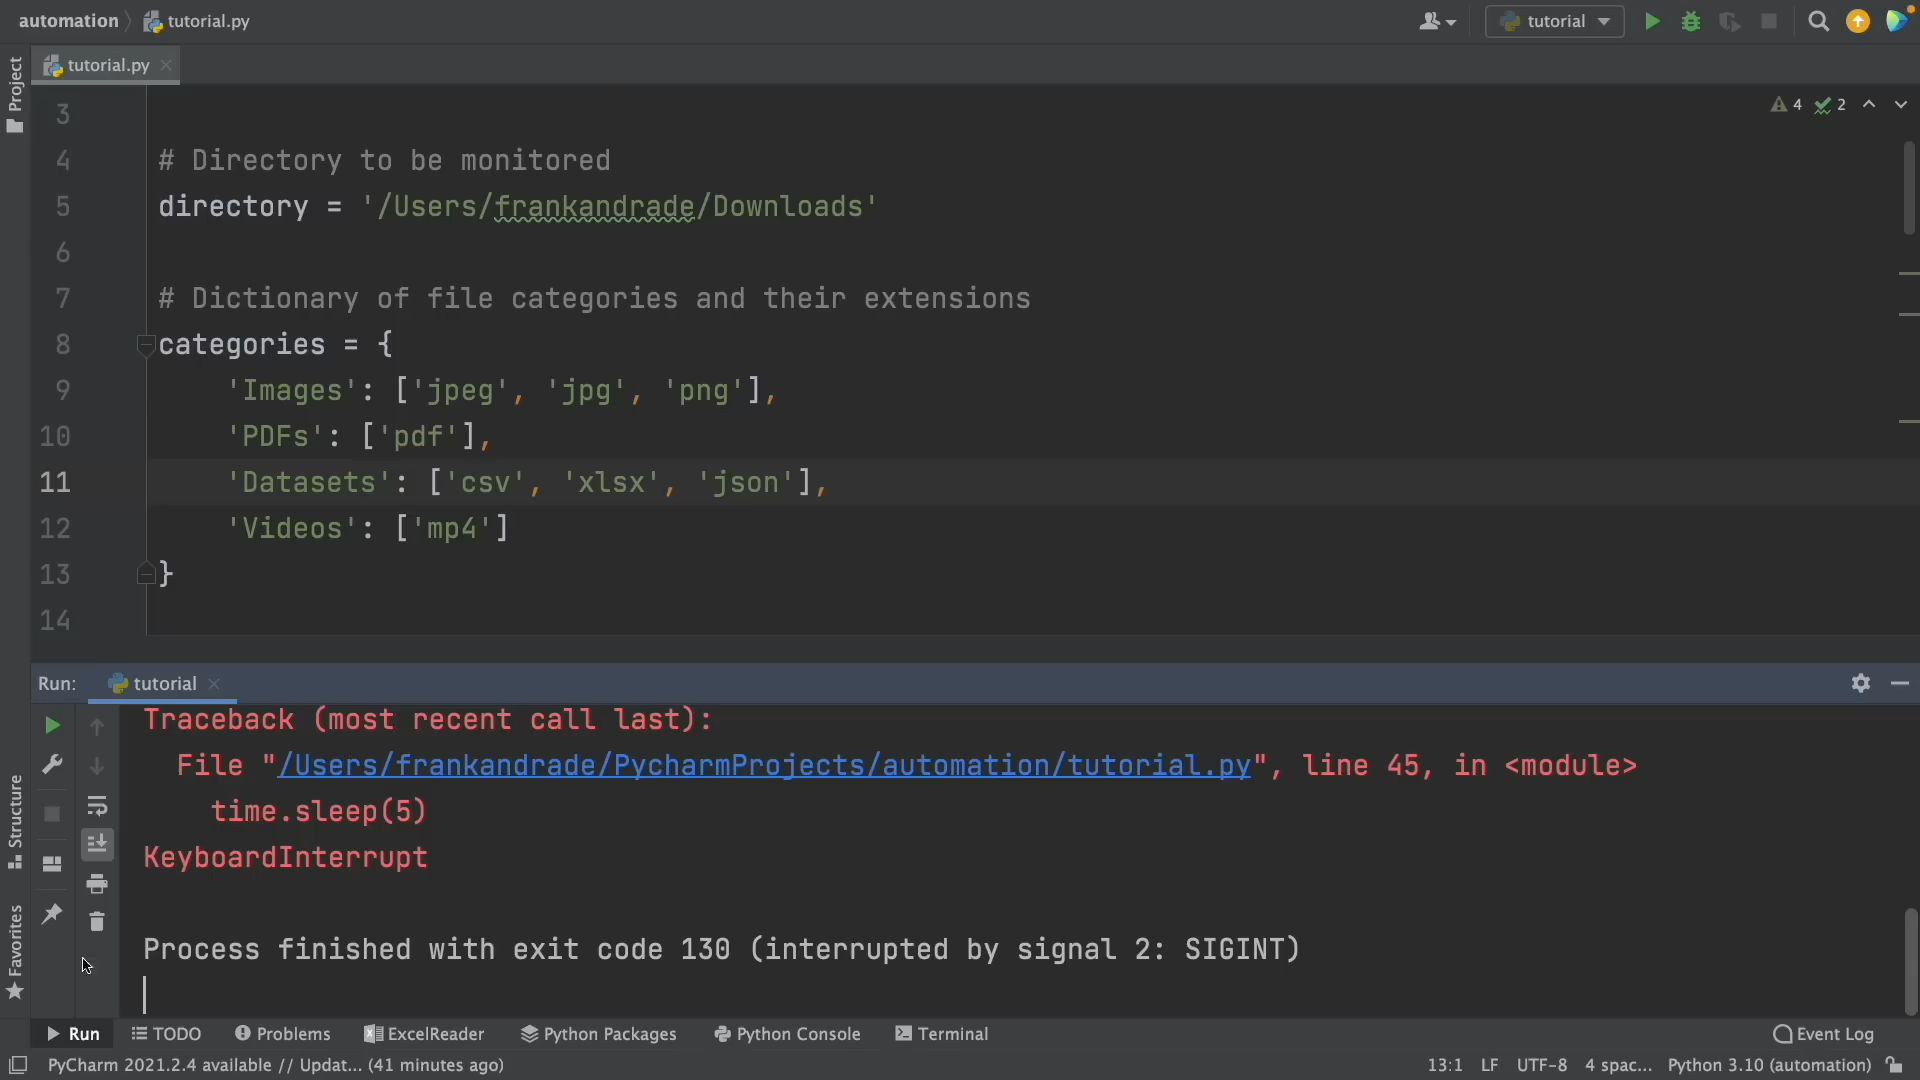 automation
tutorial.py
tutorial
tutorial.py
Project
4
2
3
4 # Directory to be monitored
5 directory = '/Users/frankandrade/Downloads'
6
7 # Dictionary of file categories and their extensions
8 categories = {
9 'Images': ['jpeg', 'jpg', 'png'],
10 'PDFs': ['pdf'],
11 'Datasets': ['csv', 'xlsx', 'json'],
12 'Videos': ['mp4']
13 }
14
Run:
tutorial
Traceback (most recent call last):
File "/Users/frankandrade/PycharmProjects/automation/tutorial.py", line 45, in <module>
time.sleep(5)
KeyboardInterrupt
Structure
Process finished with exit code 130 (interrupted by signal 2: SIGINT)
Favorites
Run
TODO
Problems
ExcelReader
Python Packages
Python Console
Terminal
Event Log
PyCharm 2021.2.4 available // Updat... (41 minutes ago)
13:1
LF
UTF-8
4 spac...
Python 3.10 (automation)